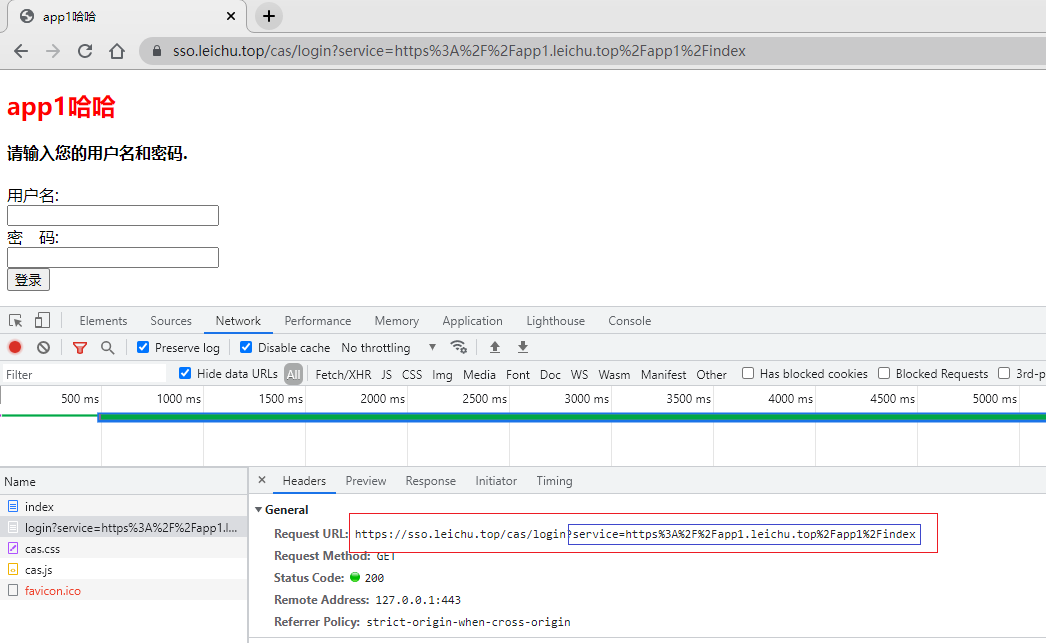 app1哈哈
sso.leichu.top/cas/login?service=https%3A%2F%2Fapp1.leichu.top%2Fapp1%2Findex
app1哈哈
请输入您的用户名和密码.
用户名:
密　码:
登录
Elements Sources Network Performance Memory Application Lighthouse Console
Preserve log Disable cache No throttling
Filter Hide data URLs All Fetch/XHR JS CSS Img Media Font Doc WS Wasm Manifest Other Has blocked cookies Blocked Requests 3rd-p
500 ms 1000 ms 1500 ms 2000 ms 2500 ms 3000 ms 3500 ms 4000 ms 4500 ms 5000 ms
Name
index
login?service=https%3A%2F%2Fapp1.l...
cas.css
cas.js
favicon.ico
Headers Preview Response Initiator Timing
General
Request URL: https://sso.leichu.top/cas/login?service=https%3A%2F%2Fapp1.leichu.top%2Fapp1%2Findex
Request Method: GET
Status Code: 200
Remote Address: 127.0.0.1:443
Referrer Policy: strict-origin-when-cross-origin